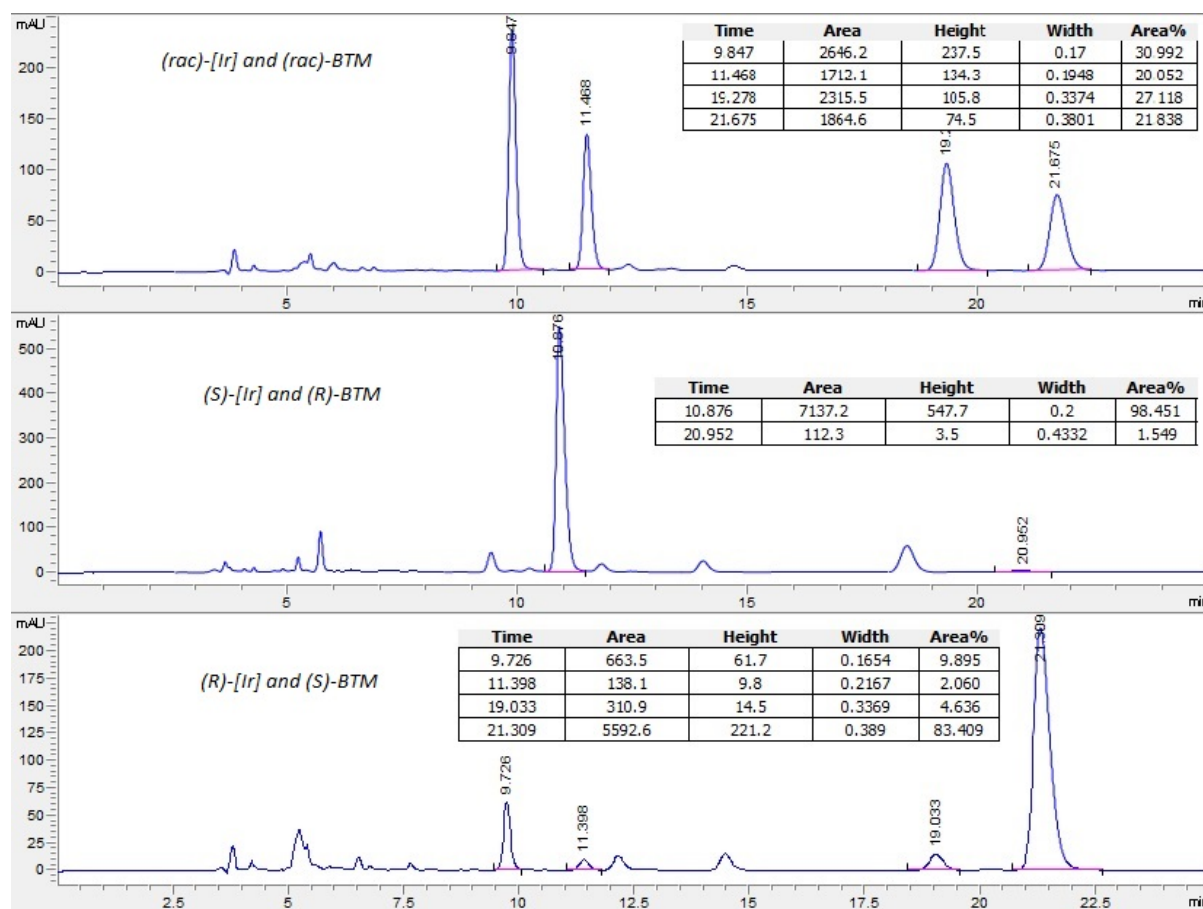 mAU
(rac)-[Ir] and (rac)-BTM
Time Area Height Width Area%
9.847 2646.2 237.5 0.17 30.992
11.468 1712.1 134.3 0.1948 20.052
19.278 2315.5 105.8 0.3374 27.118
21.675 1864.6 74.5 0.3801 21.838
9.847
11.468
19.2
21.675
200
150
100
50
0
5 10 15 20 min
mAU
(S)-[Ir] and (R)-BTM
Time Area Height Width Area%
10.876 7137.2 547.7 0.2 98.451
20.952 112.3 3.5 0.4332 1.549
10.876
20.952
500
400
300
200
100
0
5 10 15 20 min
mAU
(R)-[Ir] and (S)-BTM
Time Area Height Width Area%
9.726 663.5 61.7 0.1654 9.895
11.398 138.1 9.8 0.2167 2.060
19.033 310.9 14.5 0.3369 4.636
21.309 5592.6 221.2 0.389 83.409
9.726
11.398
19.033
21.309
200
175
150
125
100
75
50
25
0
2.5 5 7.5 10 12.5 15 17.5 20 22.5 min